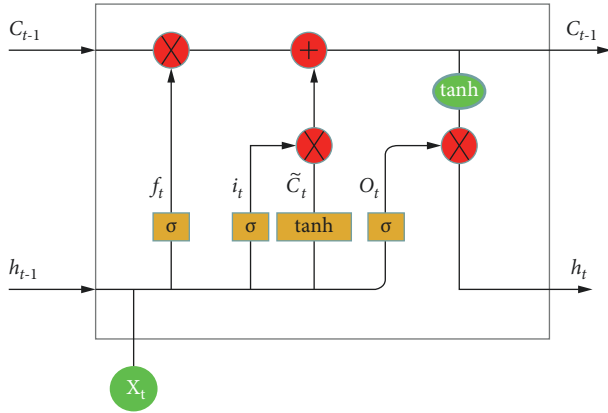 C_{t-1} C_{t-1}
+
tanh
f_t i_t C̃_t O_t
σ σ tanh σ
h_{t-1} h_t
X_t